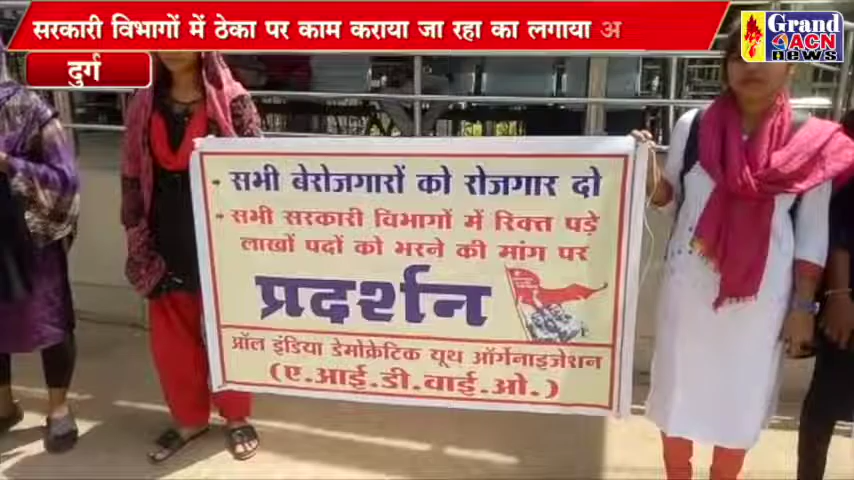 सरकारी विभागों में ठेका पर काम कराया जा रहा का लगाया अ
Grand
ACN
news
दुर्ग
• सभी बेरोजगारों को रोजगार दो
• सभी सरकारी विभागों में रिक्त पड़े
लाखों पदों को भरने की मांग पर
प्रदर्शन
ऑल इंडिया डेमोक्रेटिक यूथ ऑर्गेनाइजेशन
(ए.आई.डी.वाई.ओ.)